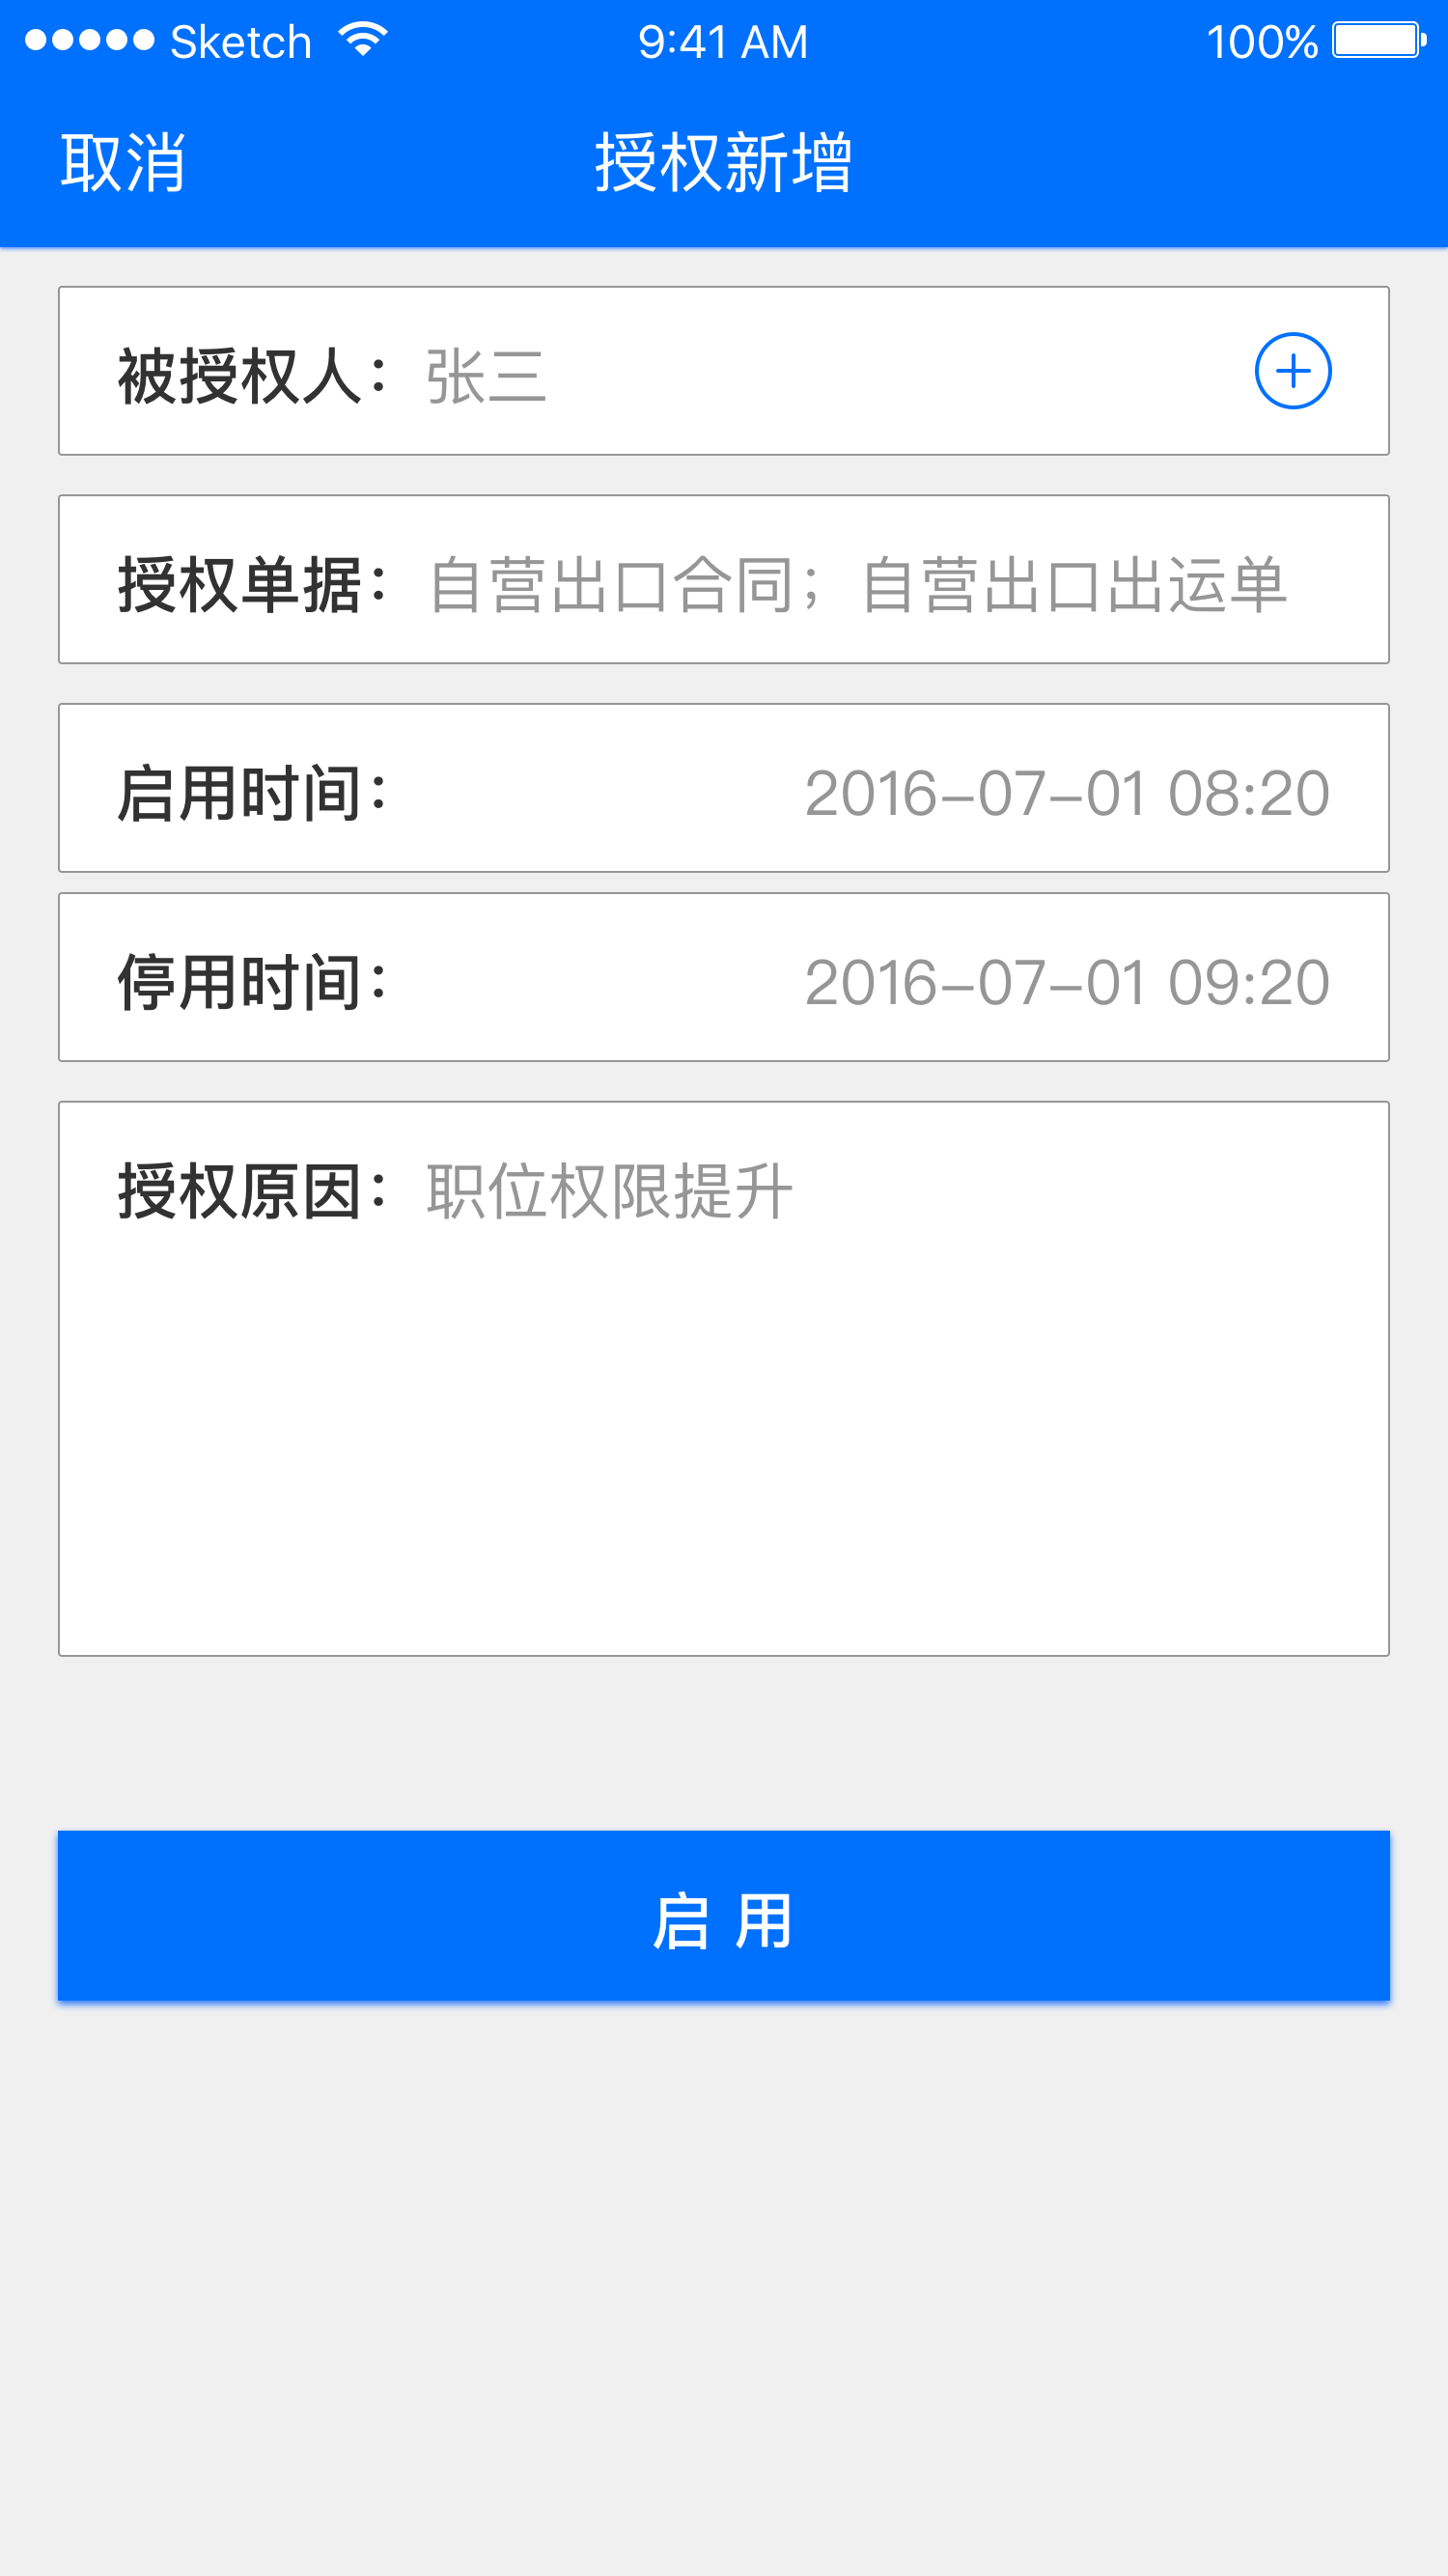 Sketch 9:41 AM 100%
取消 授权新增
被授权人：张三
授权单据：自营出口合同；自营出口出运单
启用时间： 2016-07-01 08:20
停用时间： 2016-07-01 09:20
授权原因：职位权限提升
启 用